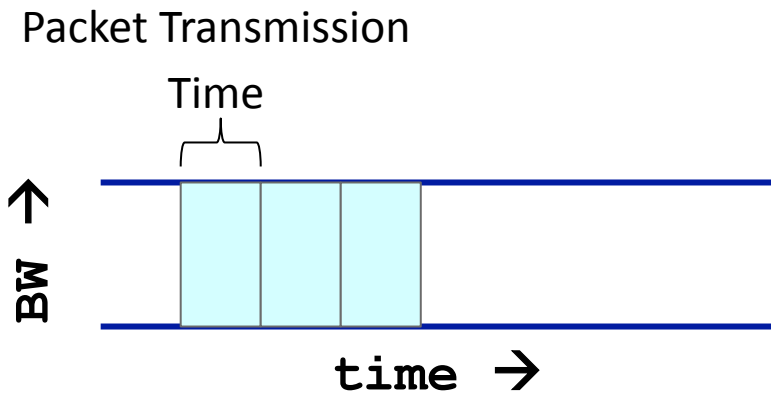 Packet Transmission
Time
BW →
time →